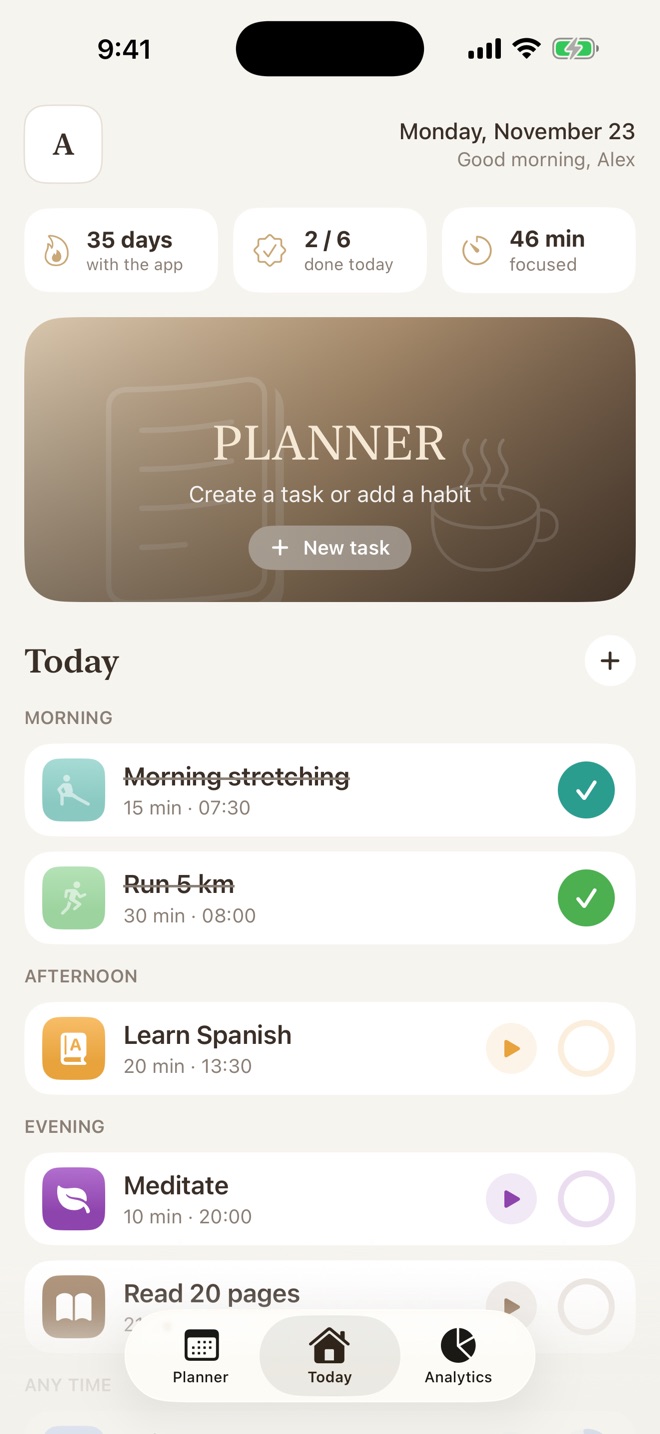 9:41
A
Monday, November 23
Good morning, Alex
35 days
with the app
2 / 6
done today
46 min
focused
PLANNER
Create a task or add a habit
+ New task
Today
MORNING
Morning stretching
15 min · 07:30
Run 5 km
30 min · 08:00
AFTERNOON
A
Learn Spanish
20 min · 13:30
EVENING
Meditate
10 min · 20:00
Read 20 pages
Planner
Today
Analytics
ANY TIME